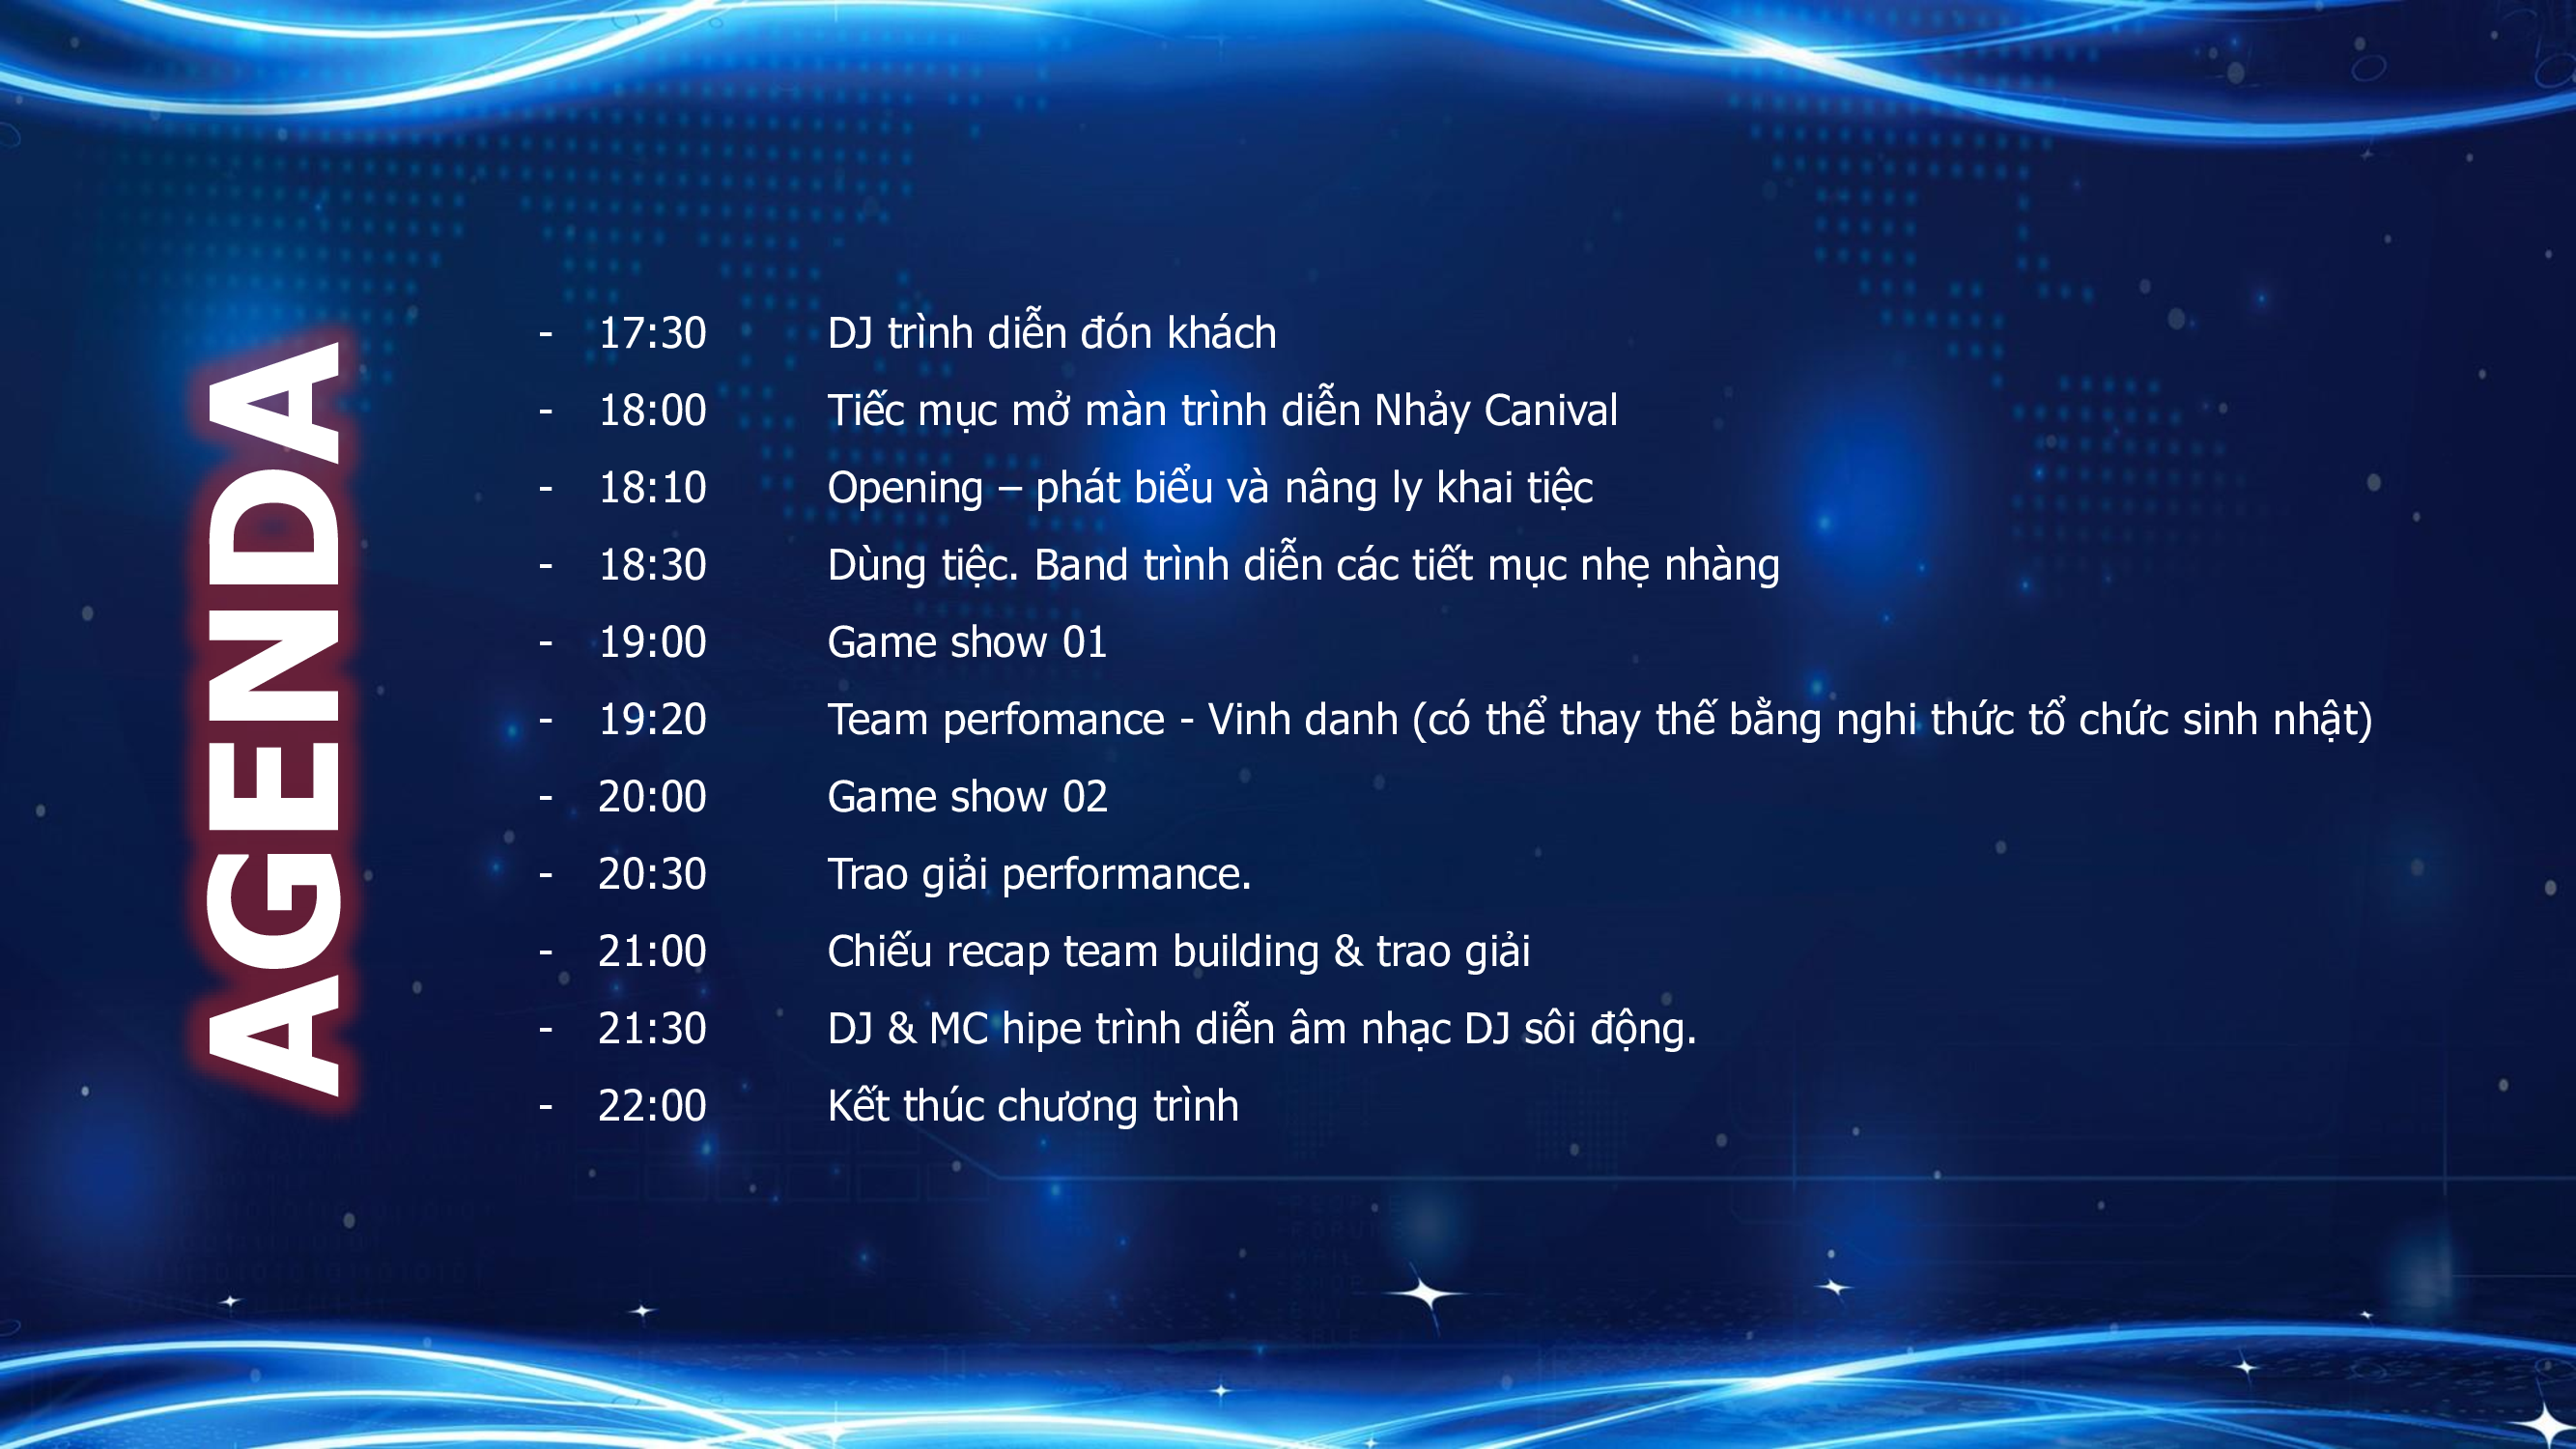 AGENDA
- 17:30 DJ trình diễn đón khách
- 18:00 Tiếc mục mở màn trình diễn Nhảy Canival
- 18:10 Opening – phát biểu và nâng ly khai tiệc
- 18:30 Dùng tiệc. Band trình diễn các tiết mục nhẹ nhàng
- 19:00 Game show 01
- 19:20 Team perfomance - Vinh danh (có thể thay thế bằng nghi thức tổ chức sinh nhật)
- 20:00 Game show 02
- 20:30 Trao giải performance.
- 21:00 Chiếu recap team building & trao giải
- 21:30 DJ & MC hipe trình diễn âm nhạc DJ sôi động.
- 22:00 Kết thúc chương trình